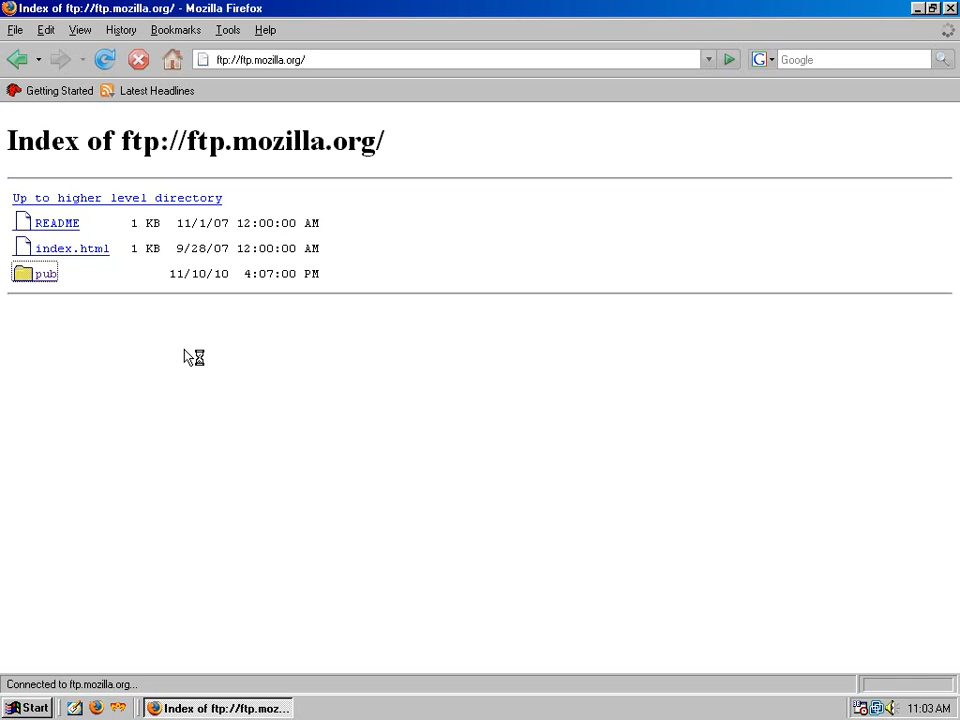 Index of ftp://ftp.mozilla.org/ - Mozilla Firefox
File Edit View History Bookmarks Tools Help
ftp://ftp.mozilla.org/ G Google
Getting Started Latest Headlines
Index of ftp://ftp.mozilla.org/
Up to higher level directory
README 1 KB 11/1/07 12:00:00 AM
index.html 1 KB 9/28/07 12:00:00 AM
pub 11/10/10 4:07:00 PM
Connected to ftp.mozilla.org...
Start Index of ftp://ftp.moz... 11:03 AM